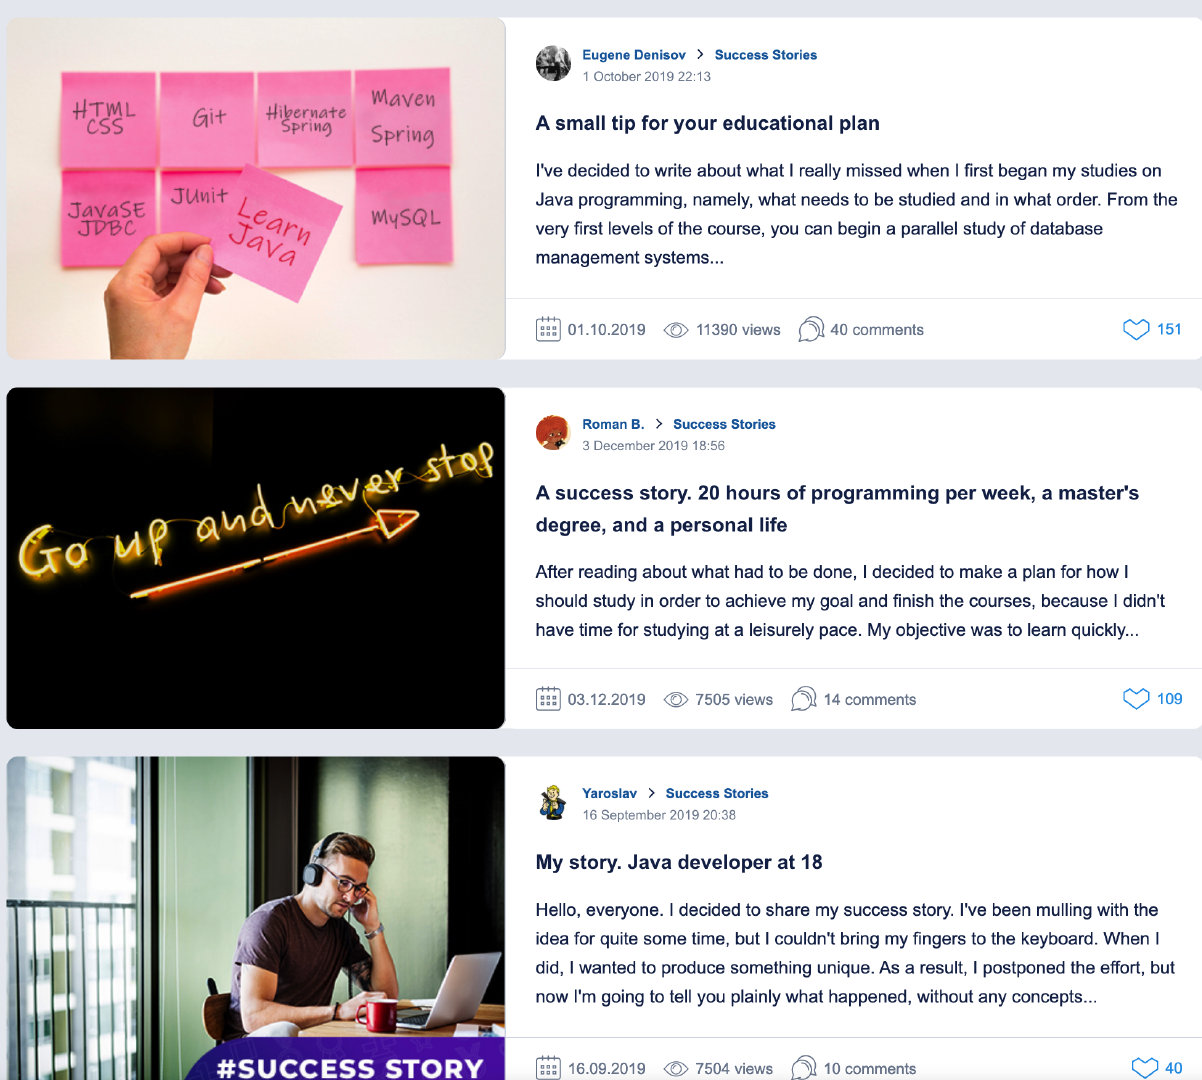 HTML
CSS
Git
Hibernate
Spring
Maven
Spring
JavaSE
JDBC
JUnit
Learn
Java
MySQL
Eugene Denisov > Success Stories
1 October 2019 22:13
A small tip for your educational plan
I've decided to write about what I really missed when I first began my studies on
Java programming, namely, what needs to be studied and in what order. From the
very first levels of the course, you can begin a parallel study of database
management systems...
01.10.2019 11390 views 40 comments 151
Go up and never stop
Roman B. > Success Stories
3 December 2019 18:56
A success story. 20 hours of programming per week, a master's
degree, and a personal life
After reading about what had to be done, I decided to make a plan for how I
should study in order to achieve my goal and finish the courses, because I didn't
have time for studying at a leisurely pace. My objective was to learn quickly...
03.12.2019 7505 views 14 comments 109
#SUCCESS STORY
Yaroslav > Success Stories
16 September 2019 20:38
My story. Java developer at 18
Hello, everyone. I decided to share my success story. I've been mulling with the
idea for quite some time, but I couldn't bring my fingers to the keyboard. When I
did, I wanted to produce something unique. As a result, I postponed the effort, but
now I'm going to tell you plainly what happened, without any concepts...
16.09.2019 7504 views 10 comments 40